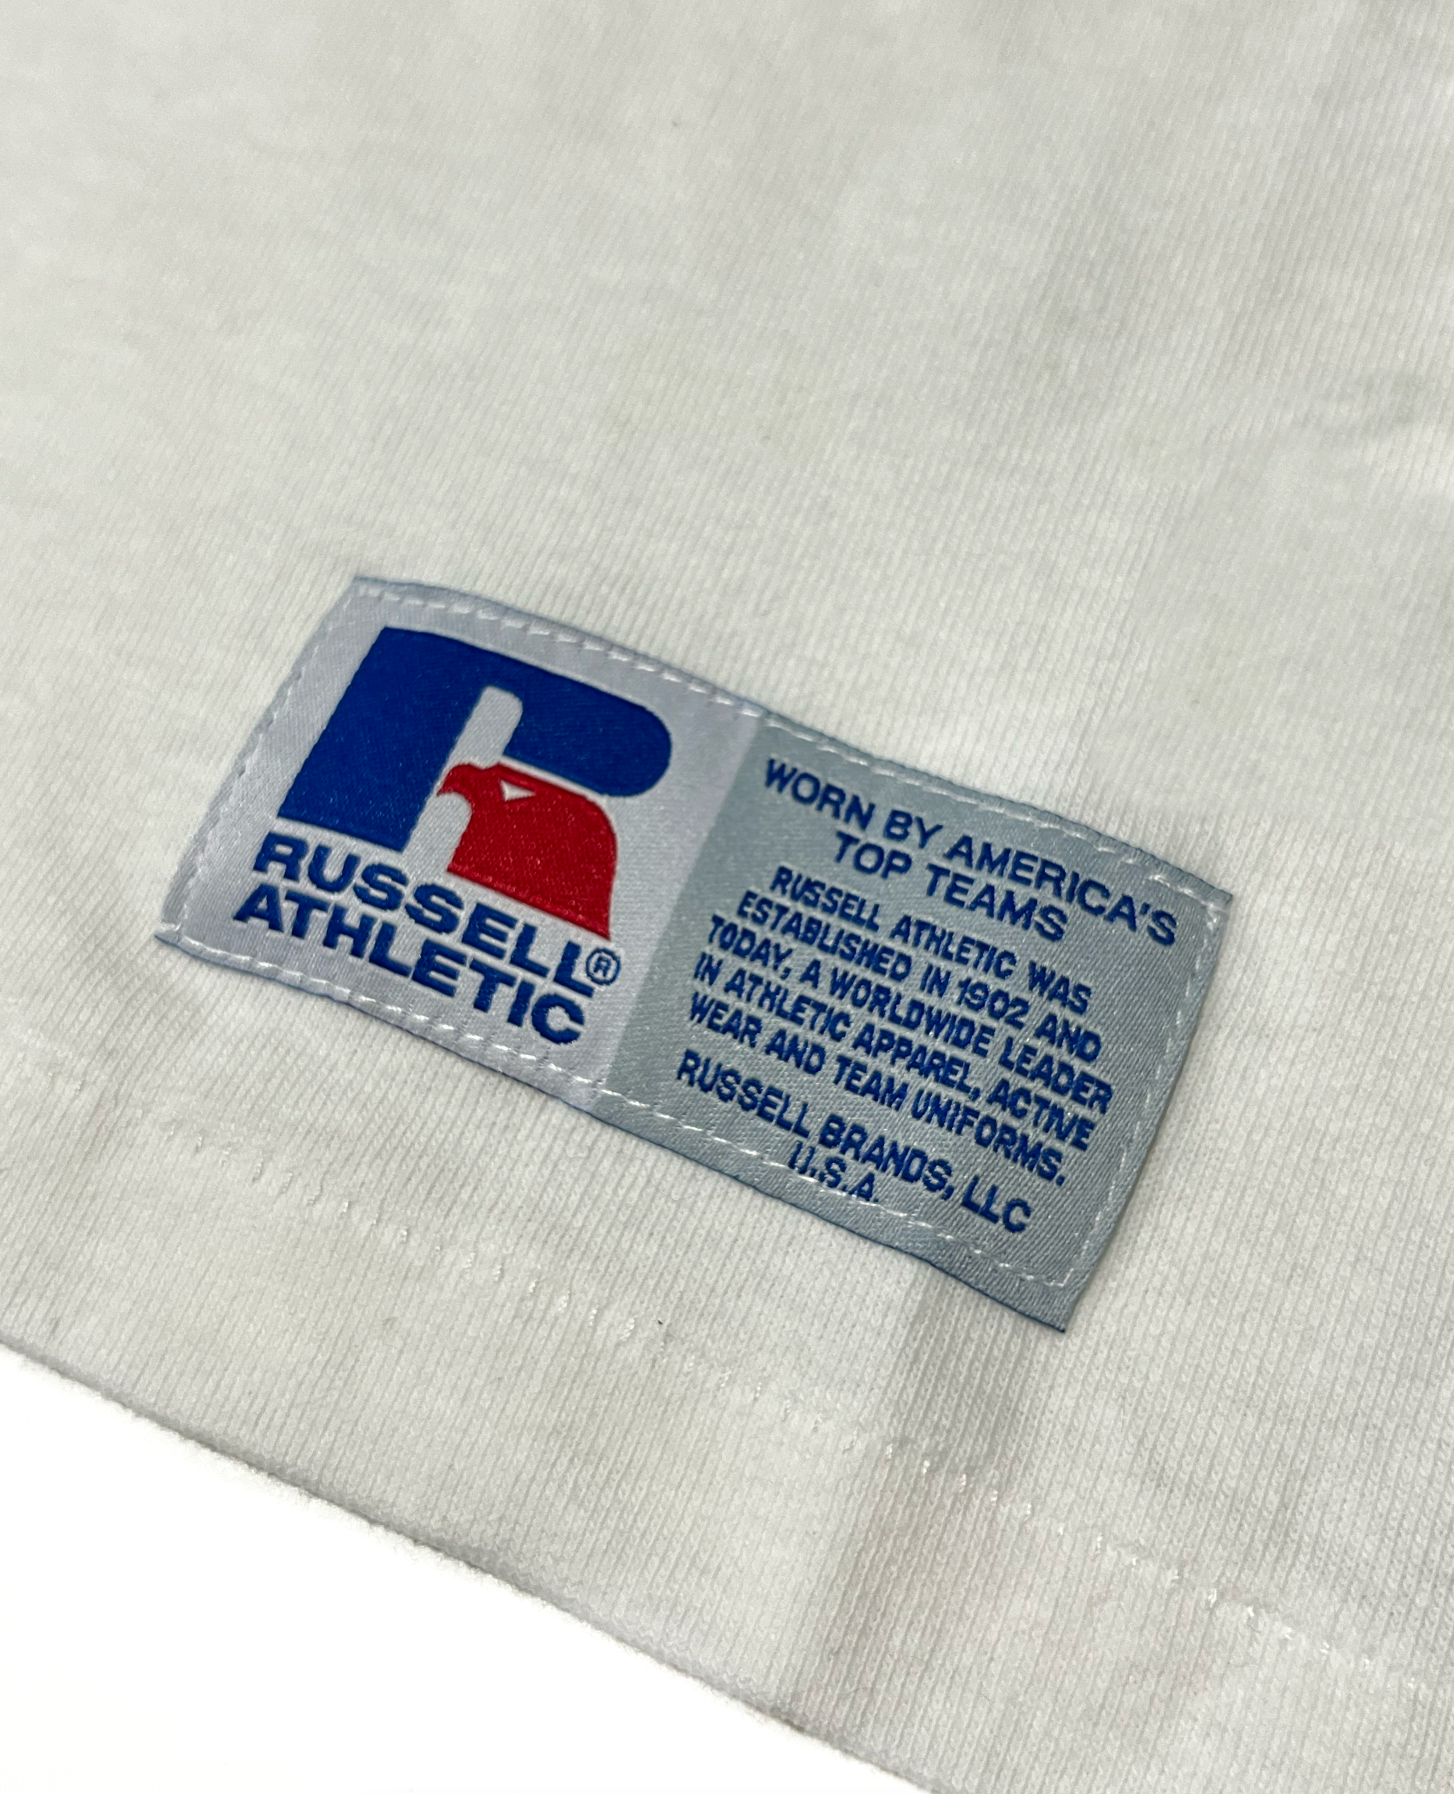 RUSSELL®
ATHLETIC
WORN BY AMERICA'S
TOP TEAMS
RUSSELL ATHLETIC WAS
ESTABLISHED IN 1902 AND
TODAY, A WORLDWIDE LEADER
IN ATHLETIC APPAREL, ACTIVE
WEAR AND TEAM UNIFORMS.
RUSSELL BRANDS, LLC
U.S.A.